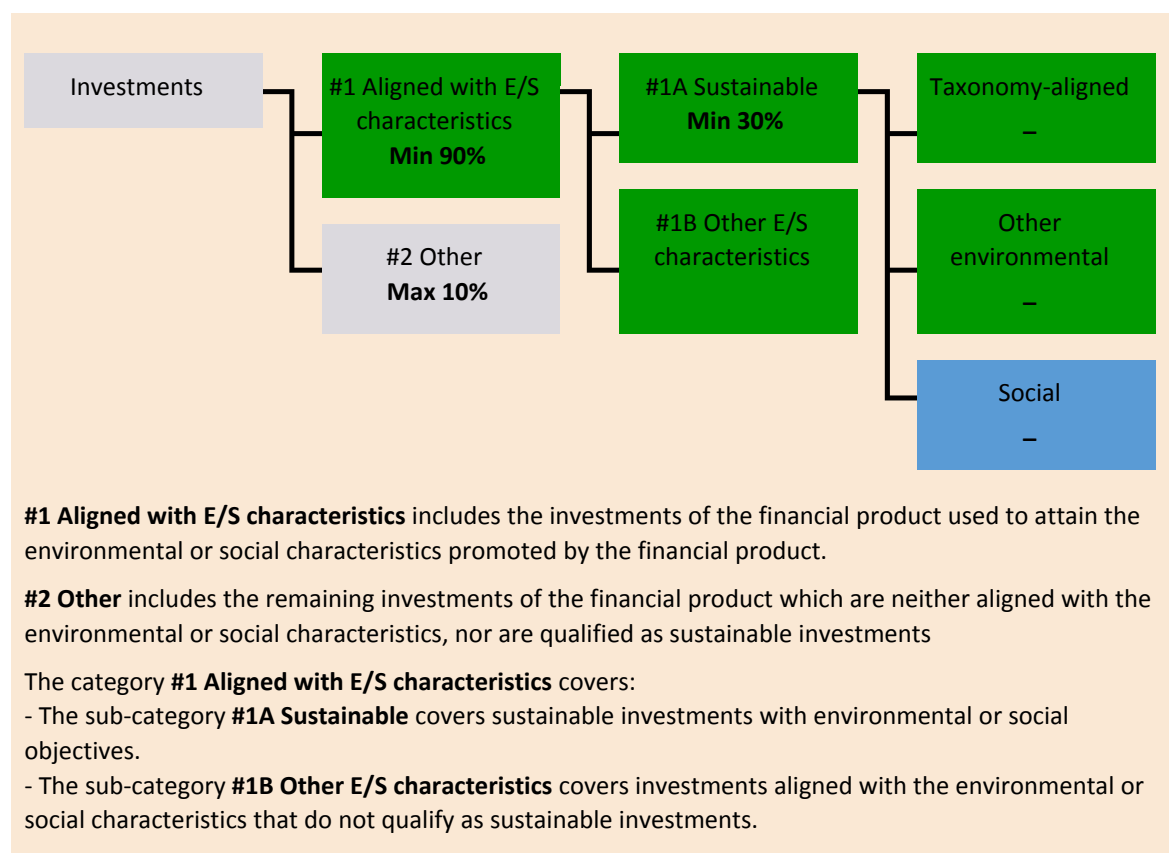 Investments
#1 Aligned with E/S
characteristics
Min 90%
#2 Other
Max 10%
#1A Sustainable
Min 30%
#1B Other E/S
characteristics
Taxonomy-aligned
–
Other
environmental
–
Social
–
#1 Aligned with E/S characteristics includes the investments of the financial product used to attain the
environmental or social characteristics promoted by the financial product.
#2 Other includes the remaining investments of the financial product which are neither aligned with the
environmental or social characteristics, nor are qualified as sustainable investments
The category #1 Aligned with E/S characteristics covers:
- The sub-category #1A Sustainable covers sustainable investments with environmental or social
objectives.
- The sub-category #1B Other E/S characteristics covers investments aligned with the environmental or
social characteristics that do not qualify as sustainable investments.